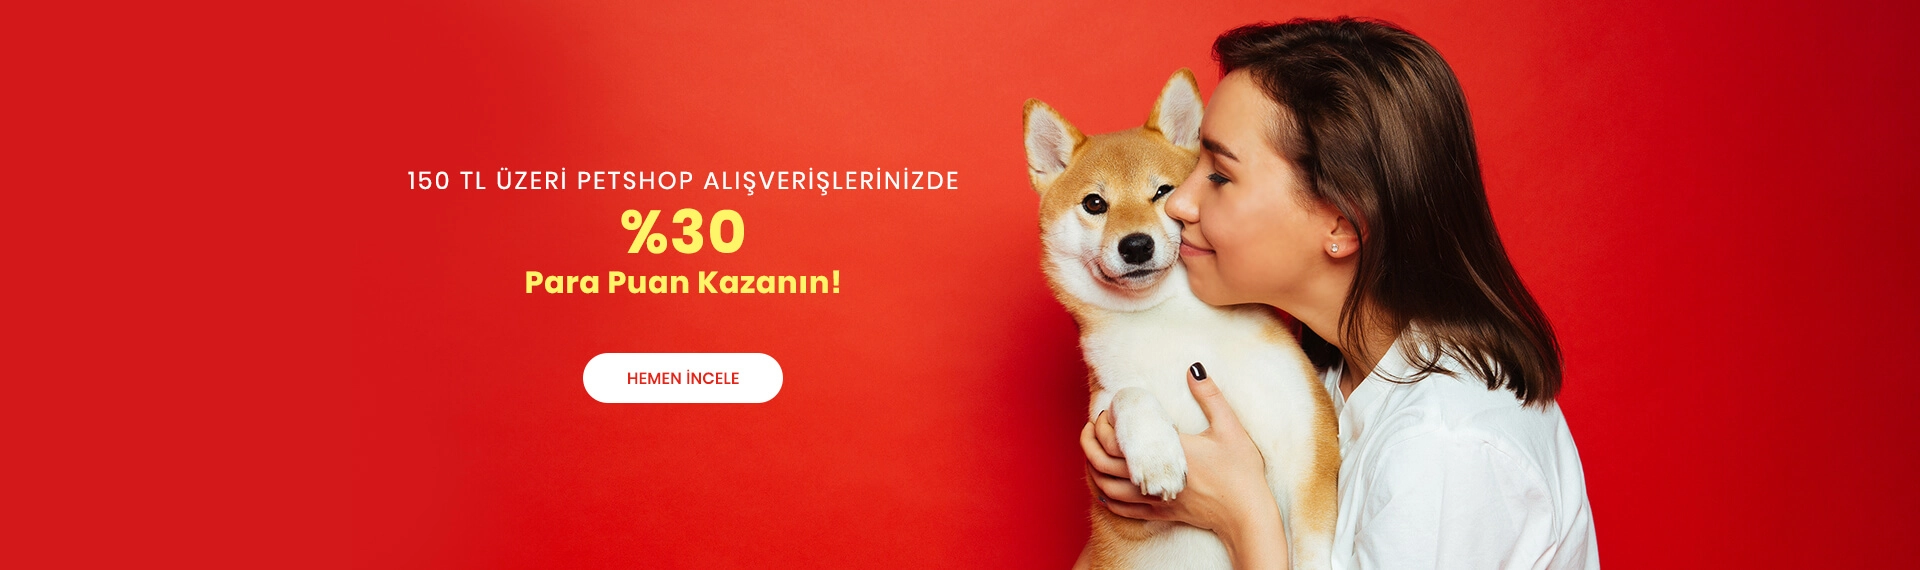 150 TL ÜZERİ PETSHOP ALIŞVERİŞLERİNİZDE
%30
Para Puan Kazanın!
HEMEN İNCELE